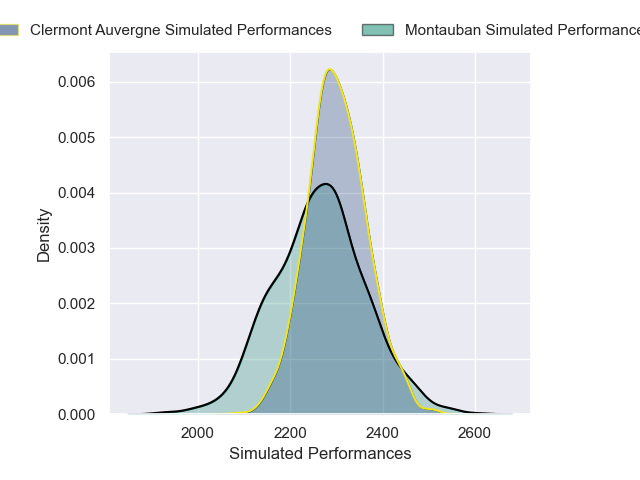 Clermont Auvergne Simulated Performances
Montauban Simulated Performance
0.006
0.005
0.004
0.003
0.002
0.001
0.000
Density
2000 2200 2400 2600
Simulated Performances